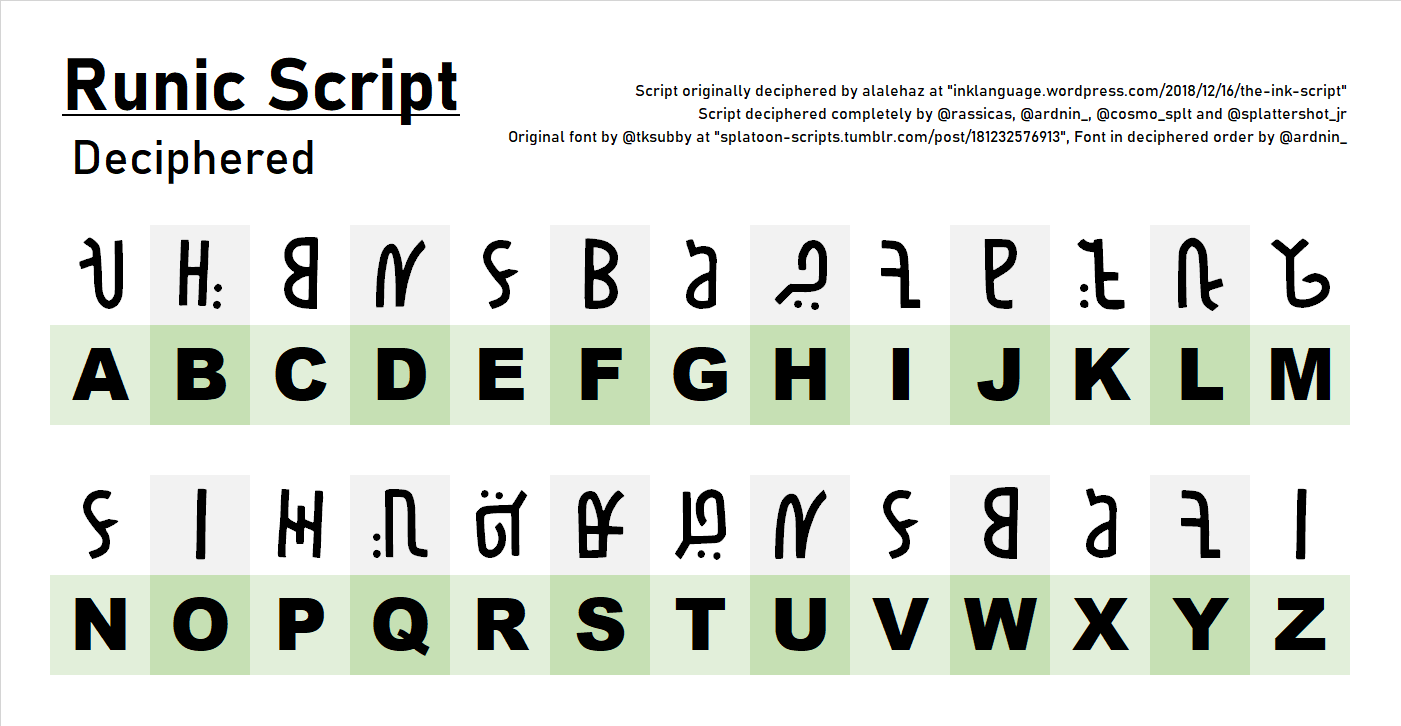 Runic Script
Deciphered
Script originally deciphered by alalehaz at "inklanguage.wordpress.com/2018/12/16/the-ink-script"
Script deciphered completely by @rassicas, @ardnin_, @cosmo_splt and @splattershot_jr
Original font by @tksubby at "splatoon-scripts.tumblr.com/post/181232576913", Font in deciphered order by @ardnin_
A B C D E F G H I J K L M
N O P Q R S T U V W X Y Z